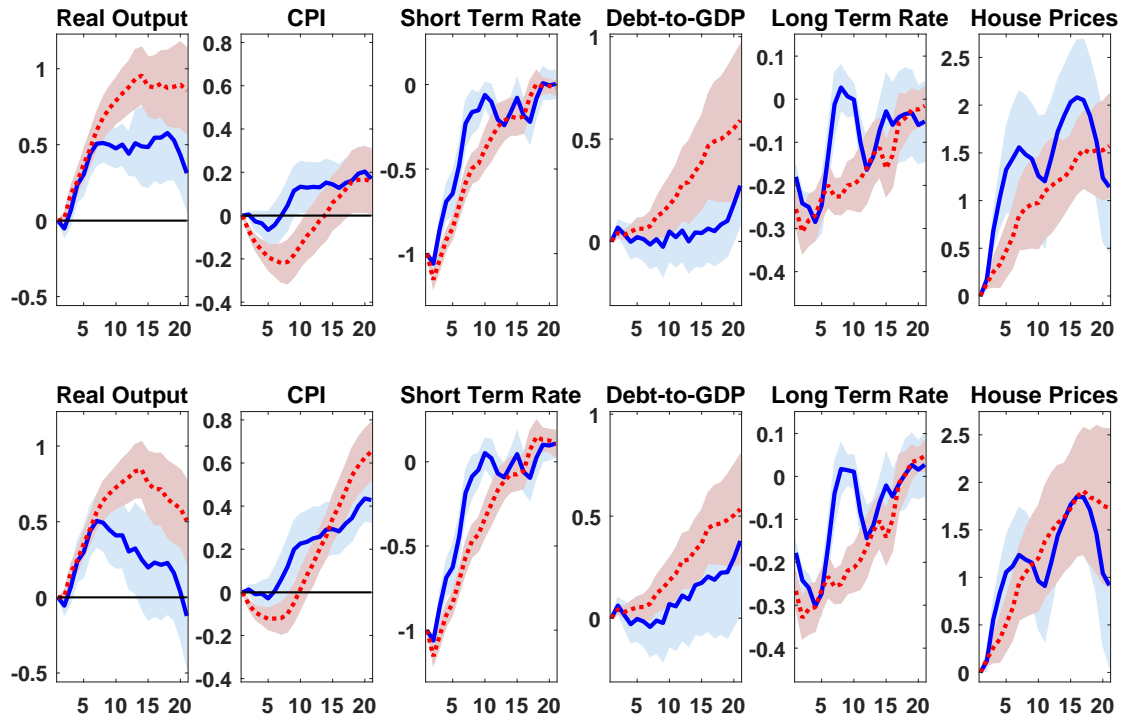 Real Output CPI Short Term Rate Debt-to-GDP Long Term Rate House Prices
1 0.5 0 -0.5
0.8 0.6 0.4 0.2 0 -0.2 -0.4
0 -0.5 -1
1 0.5 0
0.1 0 -0.1 -0.2 -0.3 -0.4
2.5 2 1.5 1 0.5 0
5 10 15 20 5 10 15 20 5 10 15 20 5 10 15 20 5 10 15 20 5 10 15 20
Real Output CPI Short Term Rate Debt-to-GDP Long Term Rate House Prices
1 0.5 0 -0.5
0.8 0.6 0.4 0.2 0 -0.2 -0.4
0 -0.5 -1
1 0.5 0
0.1 0 -0.1 -0.2 -0.3 -0.4
2.5 2 1.5 1 0.5 0
5 10 15 20 5 10 15 20 5 10 15 20 5 10 15 20 5 10 15 20 5 10 15 20